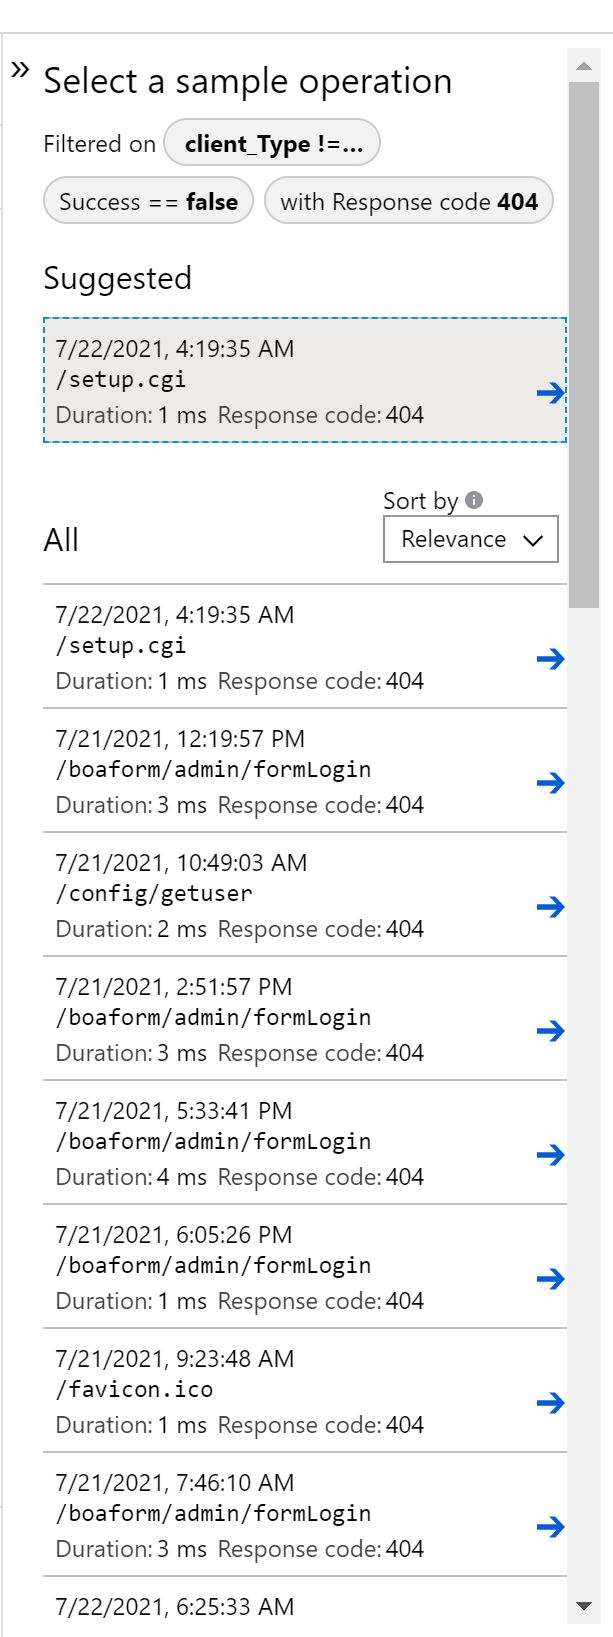 Select a sample operation
Filtered on client_Type !=...
Success == false with Response code 404
Suggested
7/22/2021, 4:19:35 AM
/setup.cgi
Duration: 1 ms Response code: 404
Sort by
All
Relevance
7/22/2021, 4:19:35 AM
/setup.cgi
Duration: 1 ms Response code: 404
7/21/2021, 12:19:57 PM
/boaform/admin/formLogin
Duration: 3 ms Response code: 404
7/21/2021, 10:49:03 AM
/config/getuser
Duration: 2 ms Response code: 404
7/21/2021, 2:51:57 PM
/boaform/admin/formLogin
Duration: 3 ms Response code: 404
7/21/2021, 5:33:41 PM
/boaform/admin/formLogin
Duration: 4 ms Response code: 404
7/21/2021, 6:05:26 PM
/boaform/admin/formLogin
Duration: 1 ms Response code: 404
7/21/2021, 9:23:48 AM
/favicon.ico
Duration: 1 ms Response code: 404
7/21/2021, 7:46:10 AM
/boaform/admin/formLogin
Duration: 3 ms Response code: 404
7/22/2021, 6:25:33 AM